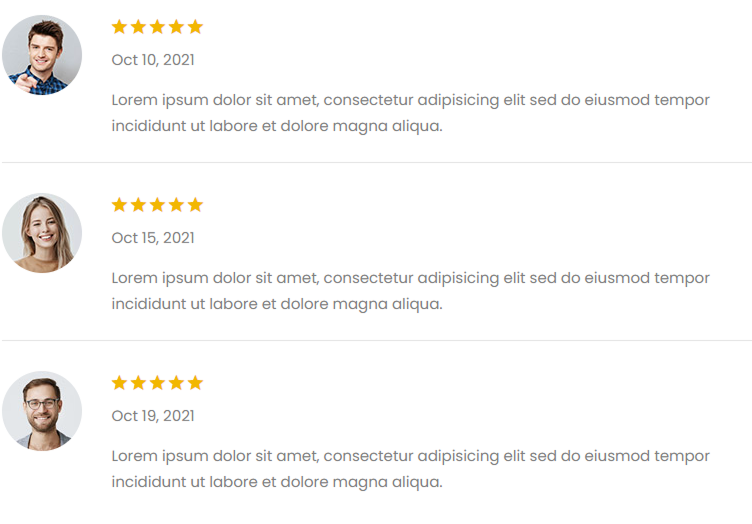 Oct 10, 2021
Lorem ipsum dolor sit amet, consectetur adipisicing elit sed do eiusmod tempor
incididunt ut labore et dolore magna aliqua.
Oct 15, 2021
Lorem ipsum dolor sit amet, consectetur adipisicing elit sed do eiusmod tempor
incididunt ut labore et dolore magna aliqua.
Oct 19, 2021
Lorem ipsum dolor sit amet, consectetur adipisicing elit sed do eiusmod tempor
incididunt ut labore et dolore magna aliqua.